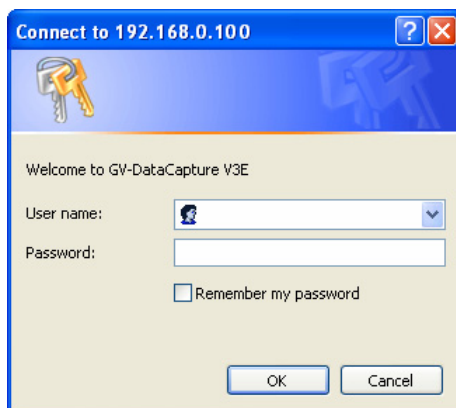 Connect to 192.168.0.100
Welcome to GV-DataCapture V3E
User name:
Password:
Remember my password
OK Cancel